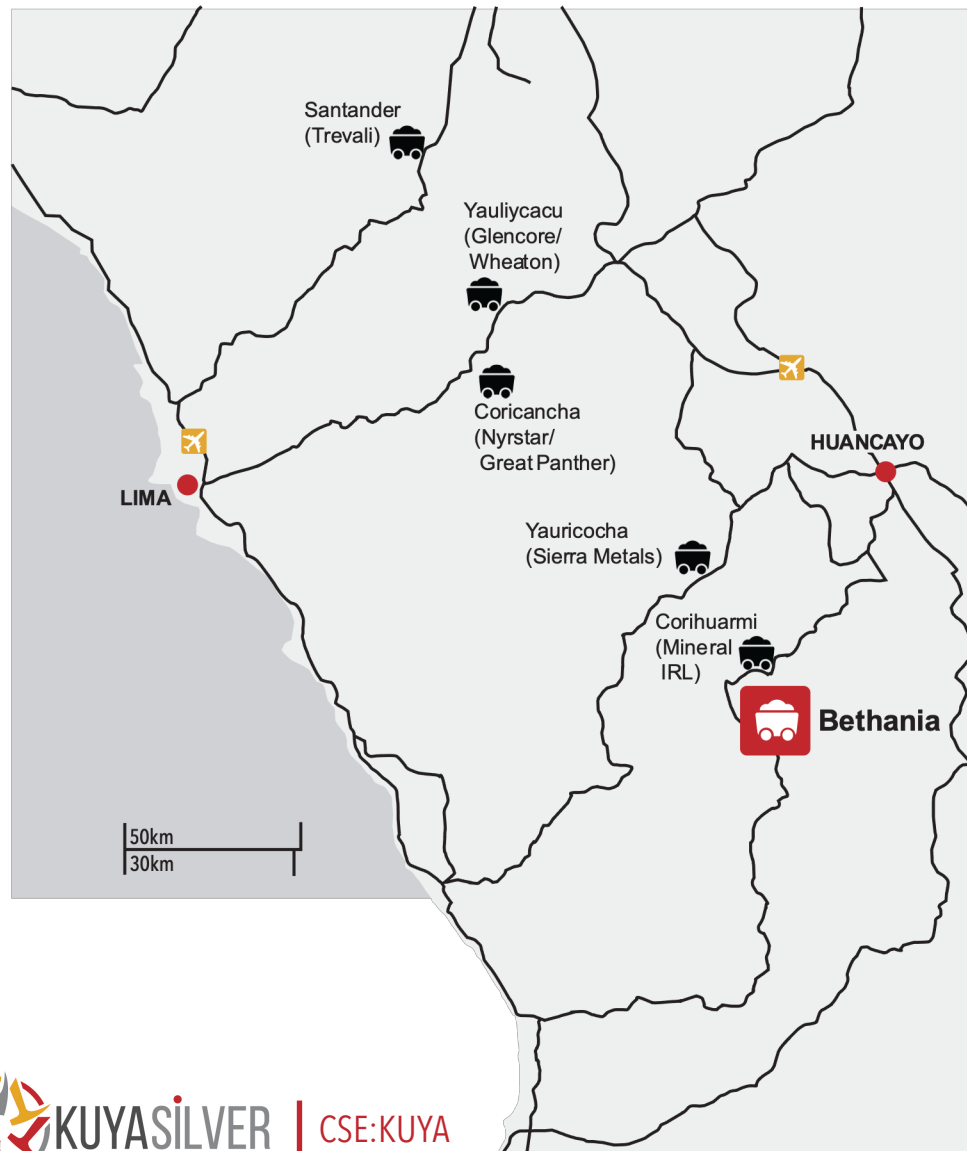 Santander
(Trevali)
Yauliycacu
(Glencore/
Wheaton)
Coricancha
(Nyrstar/
Great Panther)
HUANCAYO
LIMA
Yauricocha
(Sierra Metals)
Corihuarmi
(Mineral
IRL)
Bethania
50km
30km
KUYASILVER | CSE:KUYA